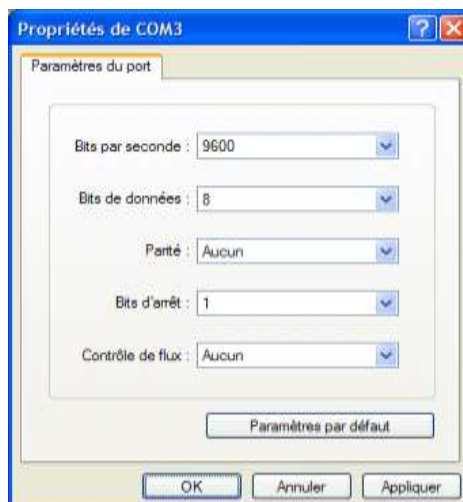 Propriétés de COM3
Paramètres du port
Bits par seconde : 9600
Bits de données : 8
Parité : Aucun
Bits d'arrêt : 1
Contrôle de flux : Aucun
Paramètres par défaut
OK Annuler Appliquer